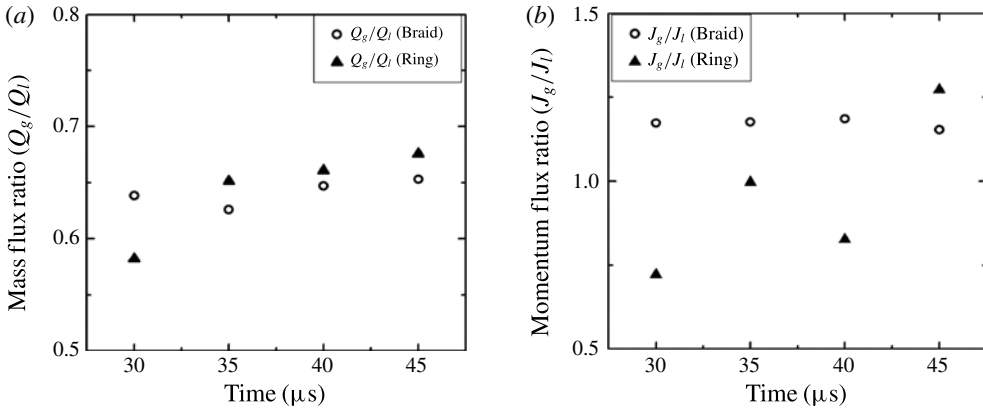 (a)
0.8
0.7
0.6
0.5
Mass flux ratio (Q_g/Q_l)
Q_g/Q_l (Braid)
Q_g/Q_l (Ring)
30 35 40 45
Time (μs)
(b)
1.5
1.0
0.5
Momentum flux ratio (J_g/J_l)
J_g/J_l (Braid)
J_g/J_l (Ring)
30 35 40 45
Time (μs)